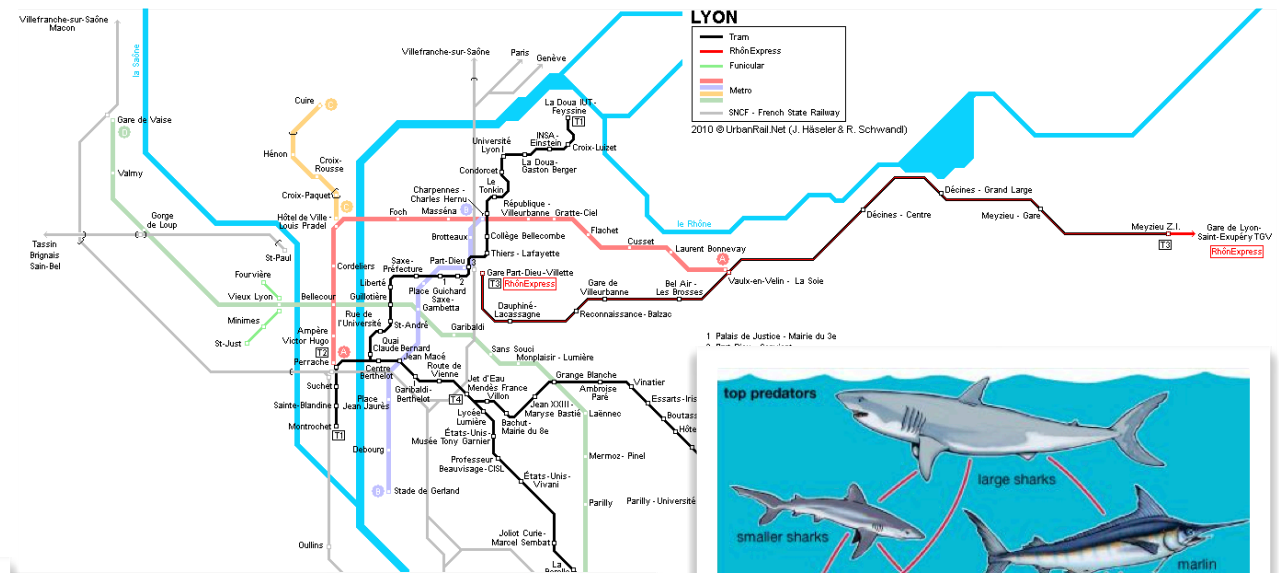 Villefranche-sur-Saône
Macon
la Saône
Villefranche-sur-Saône
Paris
Genève
LYON
Tram
RhônExpress
Funicular
Metro
SNCF - French State Railway
2010 © UrbanRail.Net (J. Häseler & R. Schwandl)
Cuire
C
La Doua IUT -
Feyssine
T1
Gare de Vaise
D
Université
Lyon I
INSA-
Einstein
Croix-Luizet
La Doua-
Gaston Berger
Hénon
Croix-
Rousse
Condorcet
Le
Tonkin
Valmy
Croix-Paquet
C
Charpennes -
Charles Hernu
Masséna
B
République -
Villeurbanne
Gratte-Ciel
Foch
Hôtel de Ville -
Louis Pradel
Gorge
de Loup
Décines - Grand Large
Meyzieu - Gare
Décines - Centre
le Rhône
Flachet
Cusset
Laurent Bonnevay
A
Meyzieu Z.I.
T3
Gare de Lyon-
Saint-Exupéry TGV
RhônExpress
Tassin
Brignais
Sain-Bel
St-Paul
Brotteaux
Collège Bellecombe
Thiers - Lafayette
Cordeliers
Saxe-
Préfecture
Part-Dieu
3
1
2
Gare Part-Dieu-Villette
T3
RhônExpress
Vaulx-en-Velin - La Soie
Fourvière
Vieux Lyon
Bellecour
Liberté
Guillotière
Place Guichard
Saxe-
Gambetta
Gare de
Villeurbanne
Bel Air -
Les Brosses
Dauphiné-
Lacassagne
Reconnaissance-Balzac
Minimes
St-Just
Rue de
l'Université
St-André
Garibaldi
Ampère
Victor Hugo
T2
A
Perrache
Quai
Claude Bernard
Jean Macé
Centre
Berthelot
Route de
Vienne
Sans Souci
Monplaisir - Lumière
1 Palais de Justice - Mairie du 3e
Suchet
Sainte-Blandine
Montrochet
T1
Place
Jean Jaurès
Garibaldi-
Berthelot
T4
Jet d'Eau
Mendès France
Villon
Grange Blanche
Ambroise
Paré
Vinatier
Lycée
Lumière
Jean XXIII -
Maryse Bastié
Bachut -
Mairie du 8e
Laënnec
États-Unis-
Musée Tony Garnier
Debourg
B
Stade de Gerland
Professeur
Beauvisage-CISL
États-Unis-
Viviani
Mermoz - Pinel
Parilly
Parilly - Université
Oullins
Joliot Curie-
Marcel Sembat
top predators
large sharks
smaller sharks
marlin